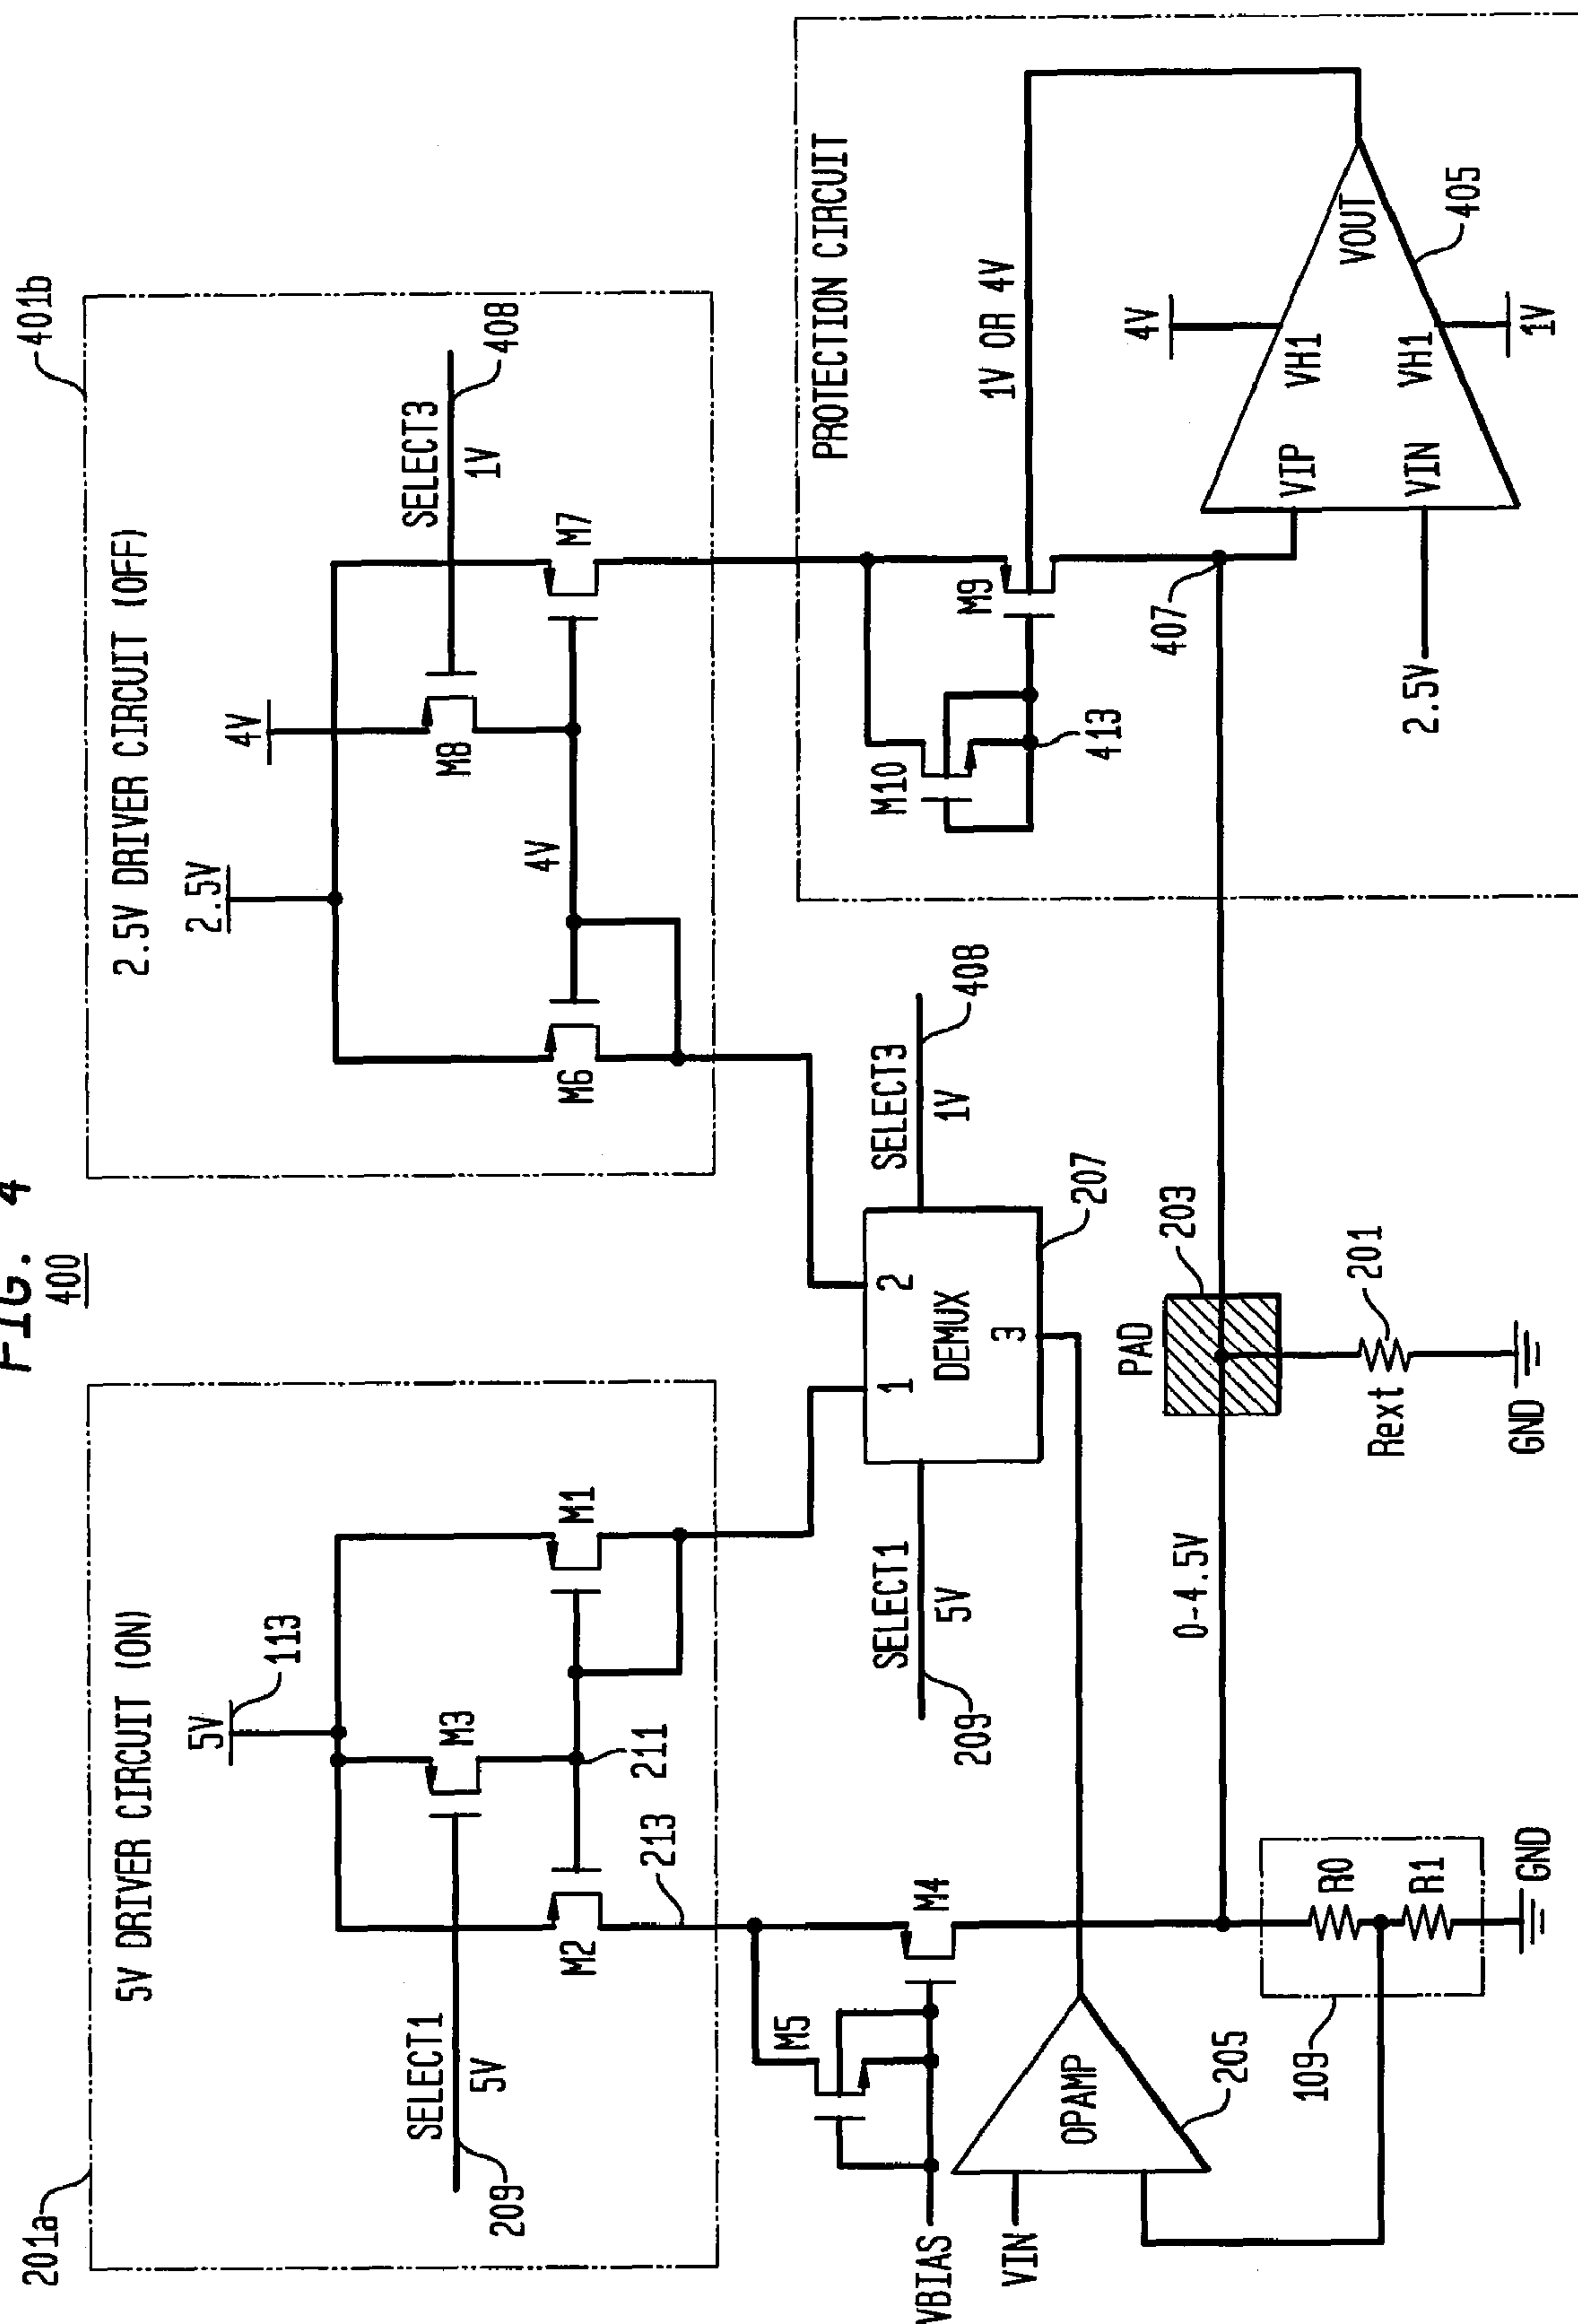 FIG. 4
400
201a
5V DRIVER CIRCUIT (ON)
5V
113
SELECT1
5V
209
M3
M2
M1
211
213
401b
2.5V DRIVER CIRCUIT (OFF)
2.5V
4V
SELECT3
1V
408
M8
M6
M7
4V
M5
M4
VBIAS
VIN
OPAMP
205
SELECT1
5V
209
1
2
DEMUX
3
207
SELECT3
1V
408
0-4.5V
PAD
203
Rext
201
GND
109
R0
R1
GND
PROTECTION CIRCUIT
M10
M9
413
407
1V OR 4V
4V
VH1
VIP
VIN
VOUT
VH1
1V
405
2.5V